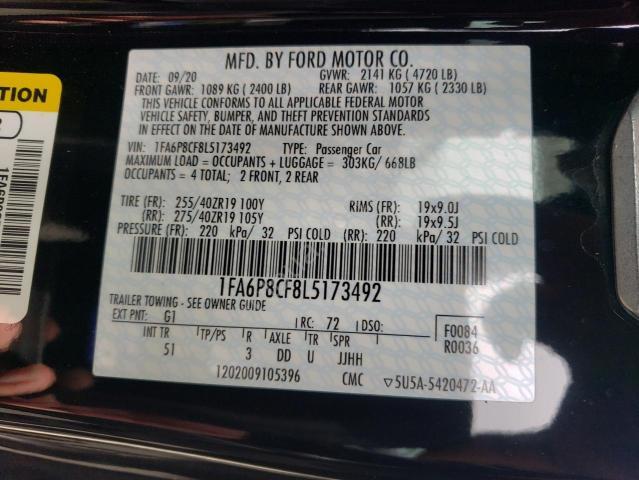 MFD. BY FORD MOTOR CO.
DATE: 09/20 GVWR: 2141 KG (4720 LB)
FRONT GAWR: 1089 KG (2400 LB) REAR GAWR: 1057 KG (2330 LB)
THIS VEHICLE CONFORMS TO ALL APPLICABLE FEDERAL MOTOR
VEHICLE SAFETY, BUMPER, AND THEFT PREVENTION STANDARDS
IN EFFECT ON THE DATE OF MANUFACTURE SHOWN ABOVE.
VIN: 1FA6P8CF8L5173492 TYPE: Passenger Car
MAXIMUM LOAD = OCCUPANTS + LUGGAGE = 303KG/ 668LB
OCCUPANTS: = 4 TOTAL; 2 FRONT, 2 REAR
TIRE (FR): 255/40ZR19 100Y RIMS (FR): 19x9.0J
(RR): 275/40ZR19 105Y (RR): 19x9.5J
PRESSURE (FR): 220 kPa/ 32 PSI COLD (RR): 220 kPa/ 32 PSI COLD
1FA6P8CF8L5173492
TRAILER TOWING - SEE OWNER GUIDE
EXT PNT: G1 RC: 72 DSO: F0084
R0036
INT TR TP/PS R AXLE TR SPR
51 3 DD U JJHH
1202009105396 CMC ▽5U5A-5420472-AA